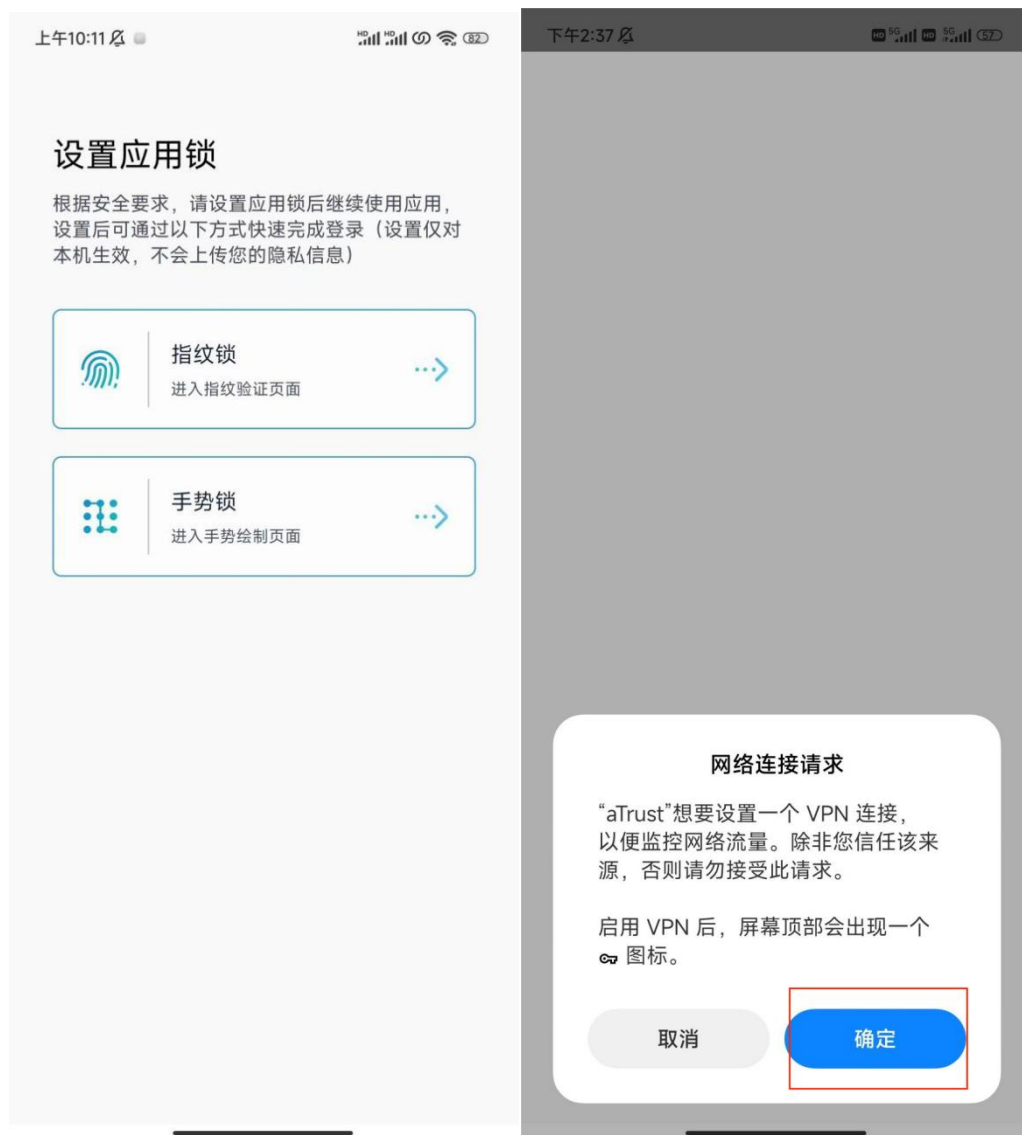 上午10:11
82
设置应用锁
根据安全要求，请设置应用锁后继续使用应用，
设置后可通过以下方式快速完成登录（设置仅对
本机生效，不会上传您的隐私信息）
指纹锁
进入指纹验证页面
手势锁
进入手势绘制页面
下午2:37
HD 5G HD 5G 57
网络连接请求
“aTrust”想要设置一个 VPN 连接，
以便监控网络流量。除非您信任该来
源，否则请勿接受此请求。
启用 VPN 后，屏幕顶部会出现一个
图标。
取消
确定